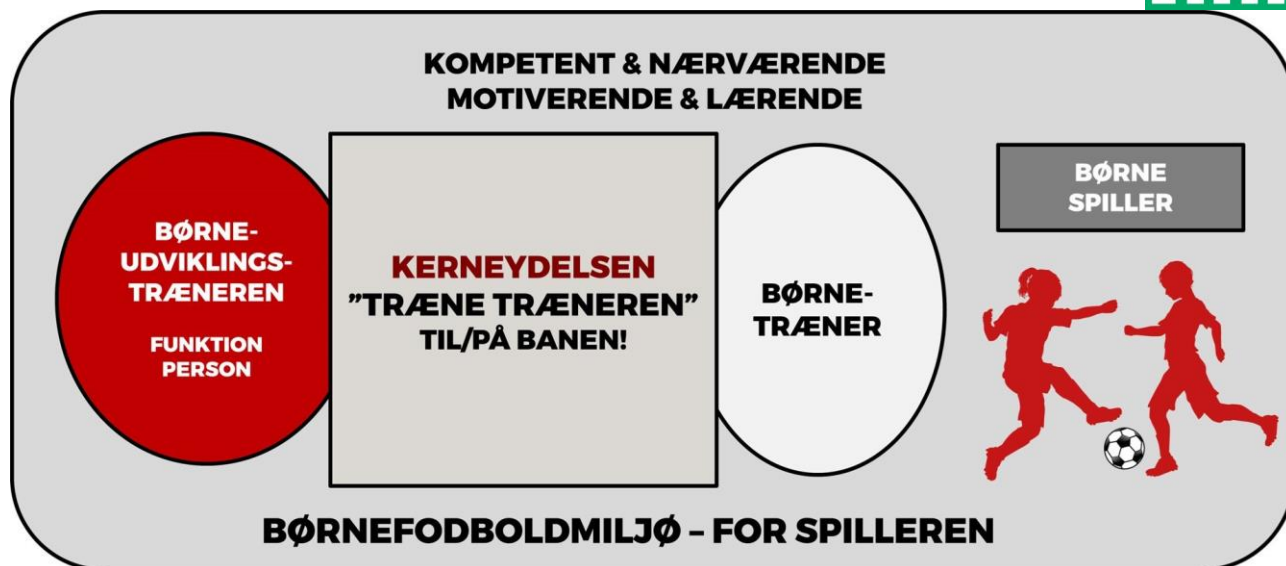 KOMPETENT & NÆRVÆRENDE
MOTIVERENDE & LÆRENDE
BØRNE-
UDVIKLINGS-
TRÆNEREN
FUNKTION
PERSON
KERNEYDELSEN
”TRÆNE TRÆNEREN”
TIL/PÅ BANEN!
BØRNE-
TRÆNER
BØRNE
SPILLER
BØRNEFODBOLDMILJØ – FOR SPILLEREN